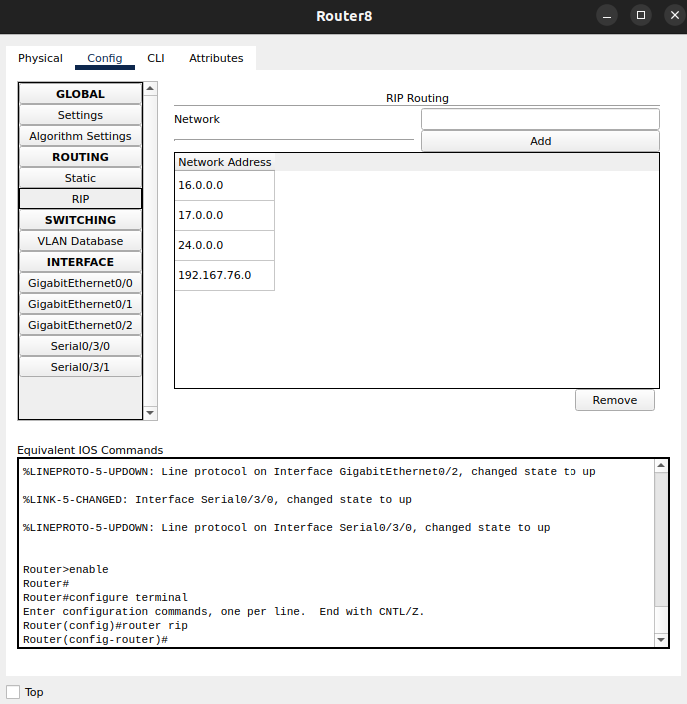 Router8
Physical Config CLI Attributes
GLOBAL
Settings
Algorithm Settings
ROUTING
Static
RIP
SWITCHING
VLAN Database
INTERFACE
GigabitEthernet0/0
GigabitEthernet0/1
GigabitEthernet0/2
Serial0/3/0
Serial0/3/1
RIP Routing
Network
Add
Network Address
16.0.0.0
17.0.0.0
24.0.0.0
192.167.76.0
Remove
Equivalent IOS Commands
%LINEPROTO-5-UPDOWN: Line protocol on Interface GigabitEthernet0/2, changed state to up
%LINK-5-CHANGED: Interface Serial0/3/0, changed state to up
%LINEPROTO-5-UPDOWN: Line protocol on Interface Serial0/3/0, changed state to up
Router>enable
Router#
Router#configure terminal
Enter configuration commands, one per line.  End with CNTL/Z.
Router(config)#router rip
Router(config-router)#
Top